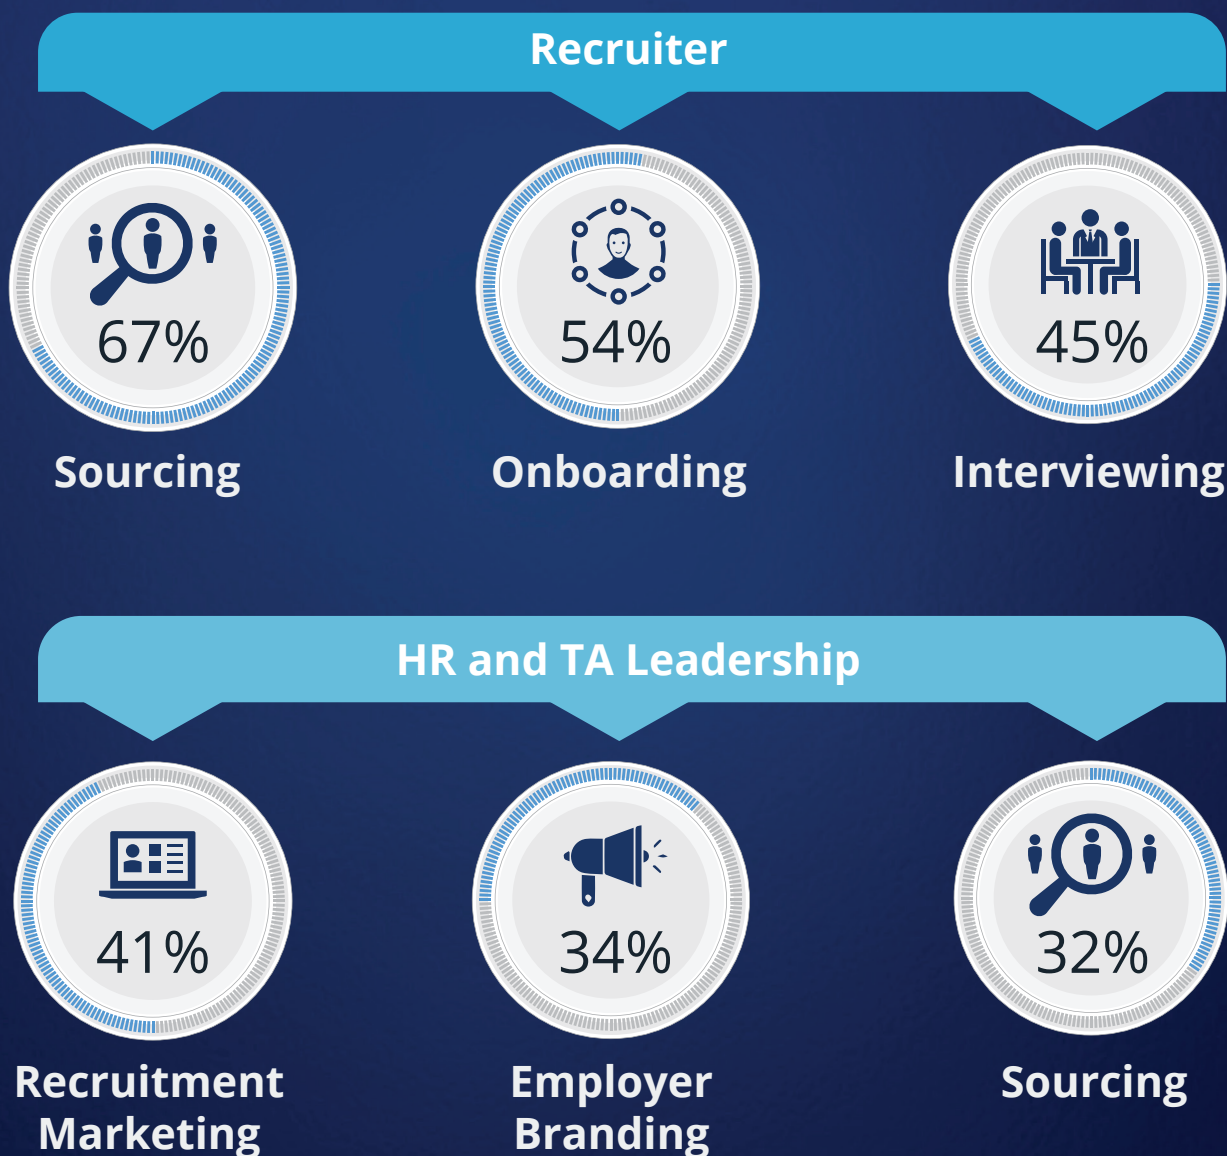 Recruiter
67%
54%
45%
Sourcing
Onboarding
Interviewing
HR and TA Leadership
41%
34%
32%
Recruitment
Marketing
Employer
Branding
Sourcing